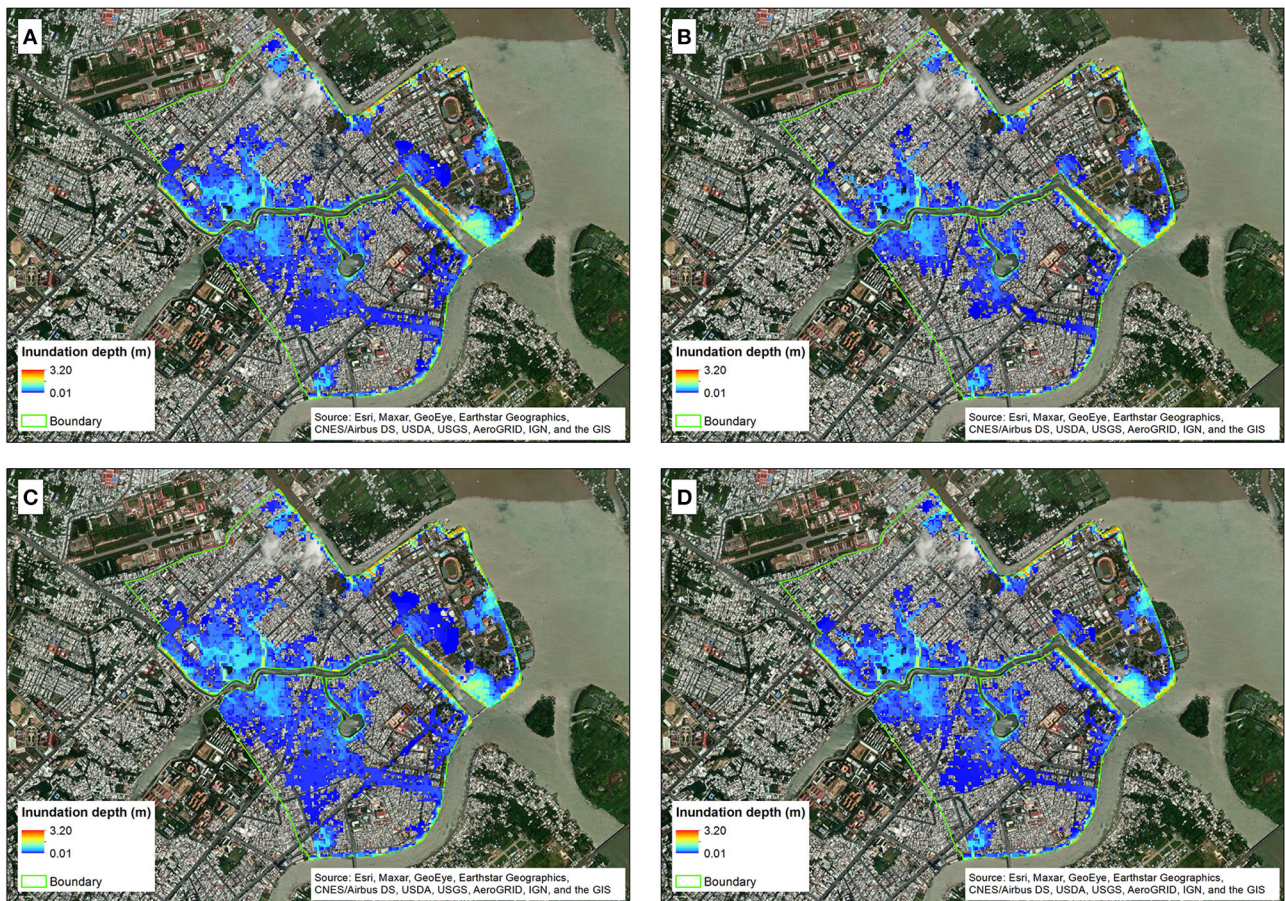 A
Inundation depth (m)
3.20
0.01
Boundary
Source: Esri, Maxar, GeoEye, Earthstar Geographics,
CNES/Airbus DS, USDA, USGS, AeroGRID, IGN, and the GIS
B
Inundation depth (m)
3.20
0.01
Boundary
Source: Esri, Maxar, GeoEye, Earthstar Geographics,
CNES/Airbus DS, USDA, USGS, AeroGRID, IGN, and the GIS
C
Inundation depth (m)
3.20
0.01
Boundary
Source: Esri, Maxar, GeoEye, Earthstar Geographics,
CNES/Airbus DS, USDA, USGS, AeroGRID, IGN, and the GIS
D
Inundation depth (m)
3.20
0.01
Boundary
Source: Esri, Maxar, GeoEye, Earthstar Geographics,
CNES/Airbus DS, USDA, USGS, AeroGRID, IGN, and the GIS